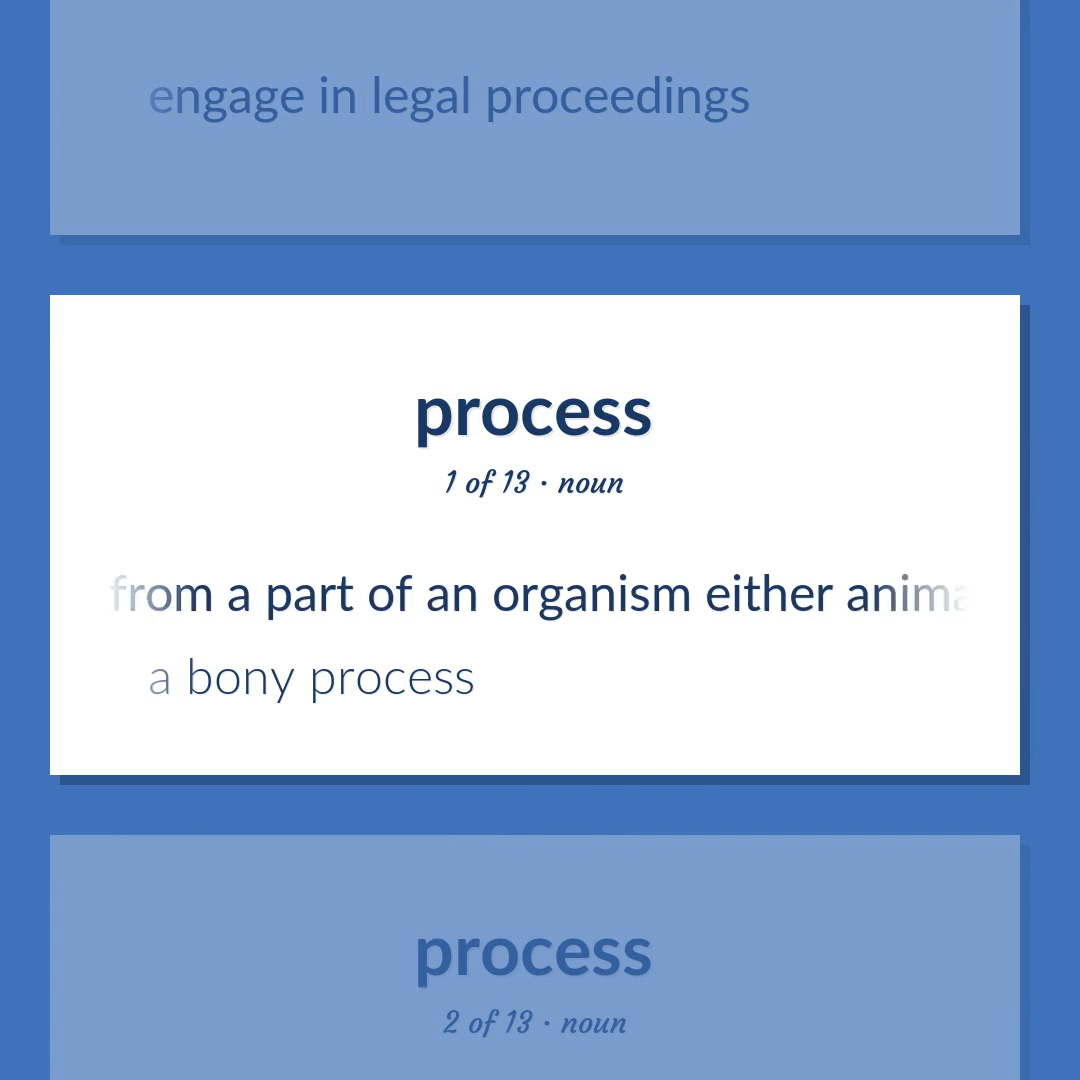 engage in legal proceedings
process
1 of 13 · noun
from a part of an organism either anima
a bony process
process
2 of 13 · noun